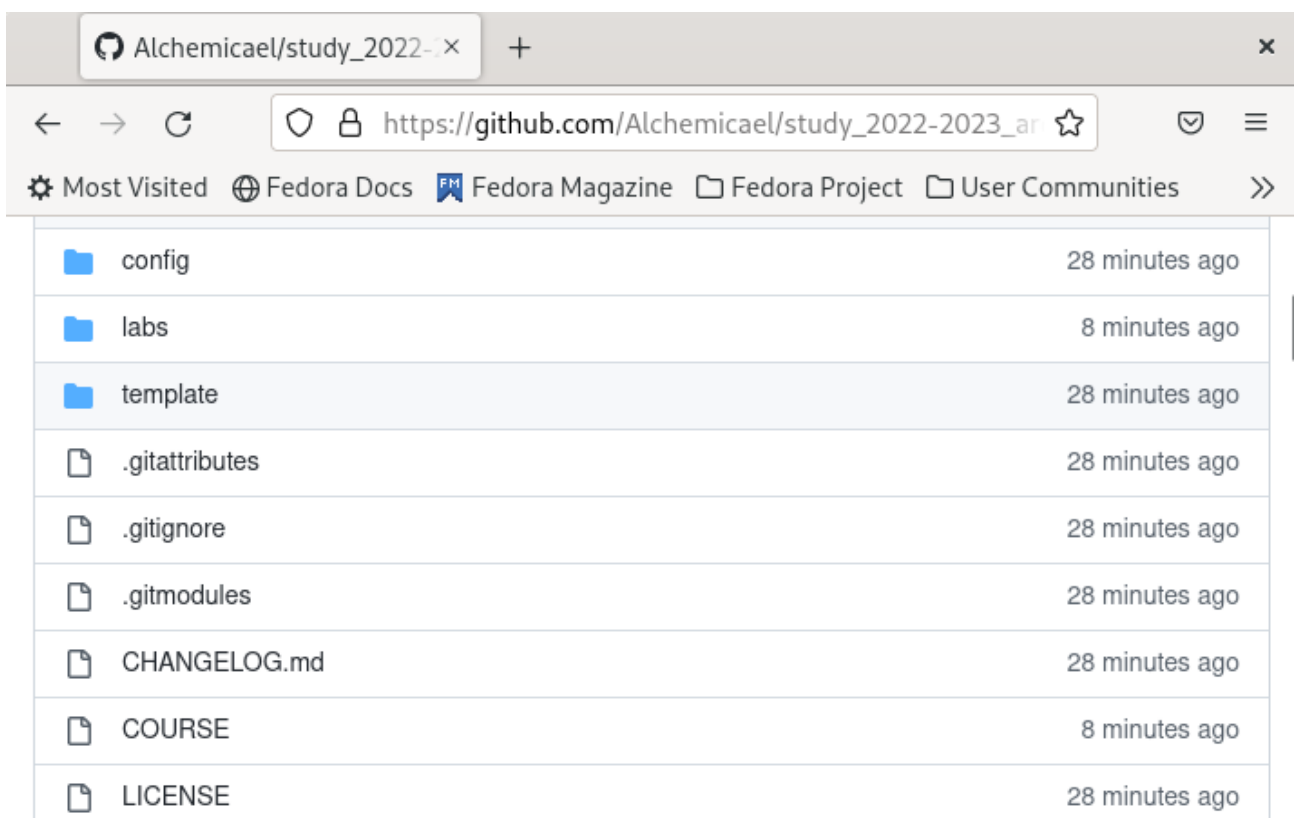 Alchemicael/study_2022-
https://github.com/Alchemicael/study_2022-2023_ar
Most Visited Fedora Docs FM Fedora Magazine Fedora Project User Communities
config 28 minutes ago
labs 8 minutes ago
template 28 minutes ago
.gitattributes 28 minutes ago
.gitignore 28 minutes ago
.gitmodules 28 minutes ago
CHANGELOG.md 28 minutes ago
COURSE 8 minutes ago
LICENSE 28 minutes ago